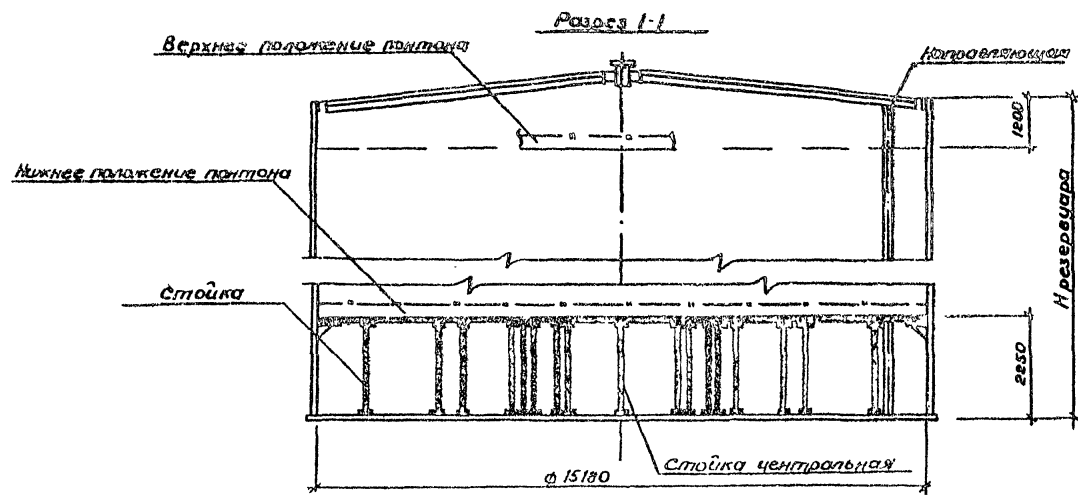 Разрез 1-1
Верхнее положение понтона
Направляющая
1200
Нижнее положение понтона
Стойка
H резервуара
2250
Стойка центральная
ф 15180